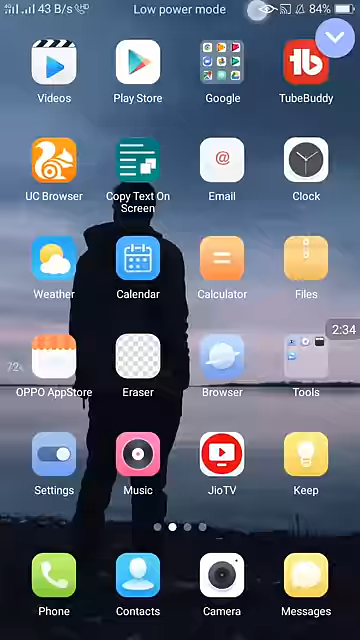 43 B/s
Low power mode
84%
Videos
Play Store
Google
TubeBuddy
tb
UC Browser
Copy Text On
Screen
@
Email
Clock
Weather
Calendar
Calculator
Files
2:34
OPPO AppStore
Eraser
Browser
Tools
Settings
Music
JioTV
Keep
Phone
Contacts
Camera
Messages